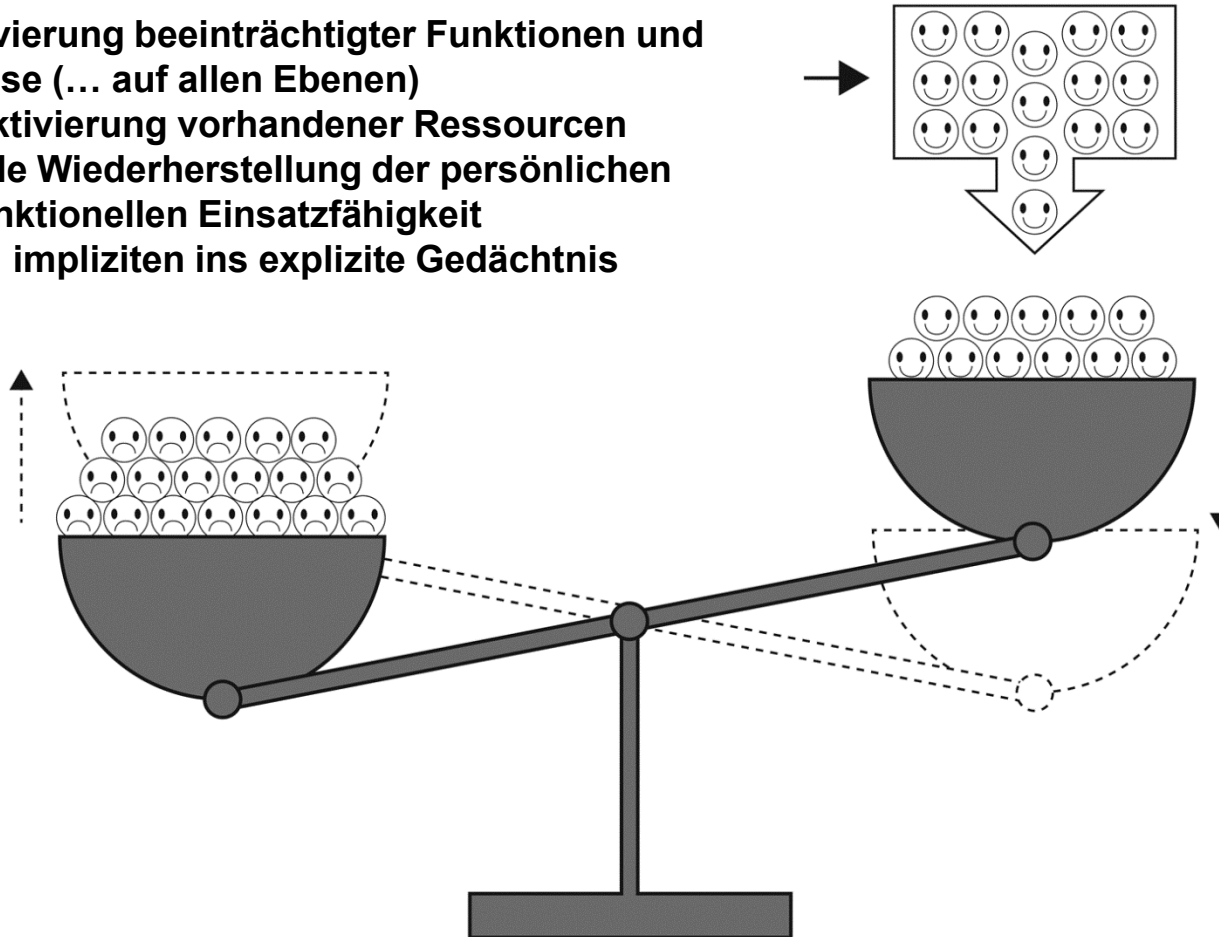 vierung beeinträchtigter Funktionen und
se (… auf allen Ebenen)
ktivierung vorhandener Ressourcen
le Wiederherstellung der persönlichen
nktionellen Einsatzfähigkeit
impliziten ins explizite Gedächtnis